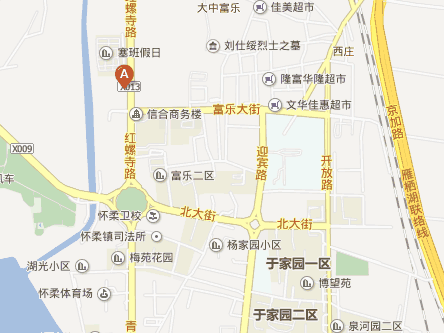 大中富乐
佳美超市
红螺寺路
刘仕绥烈士之墓
西庄
塞班假日
A
X013
隆富华隆超市
文华佳惠超市
富乐大街
信合商务楼
京加路
红螺寺路
迎宾路
开放路
X009
机车
富乐二区
雁栖湖联络线
怀柔卫校
北大街
北大街
怀柔镇司法所
杨家园小区
梅苑花园
湖光小区
于家园一区
博望苑
怀柔体育场
于家园二区
青
泉河园二区